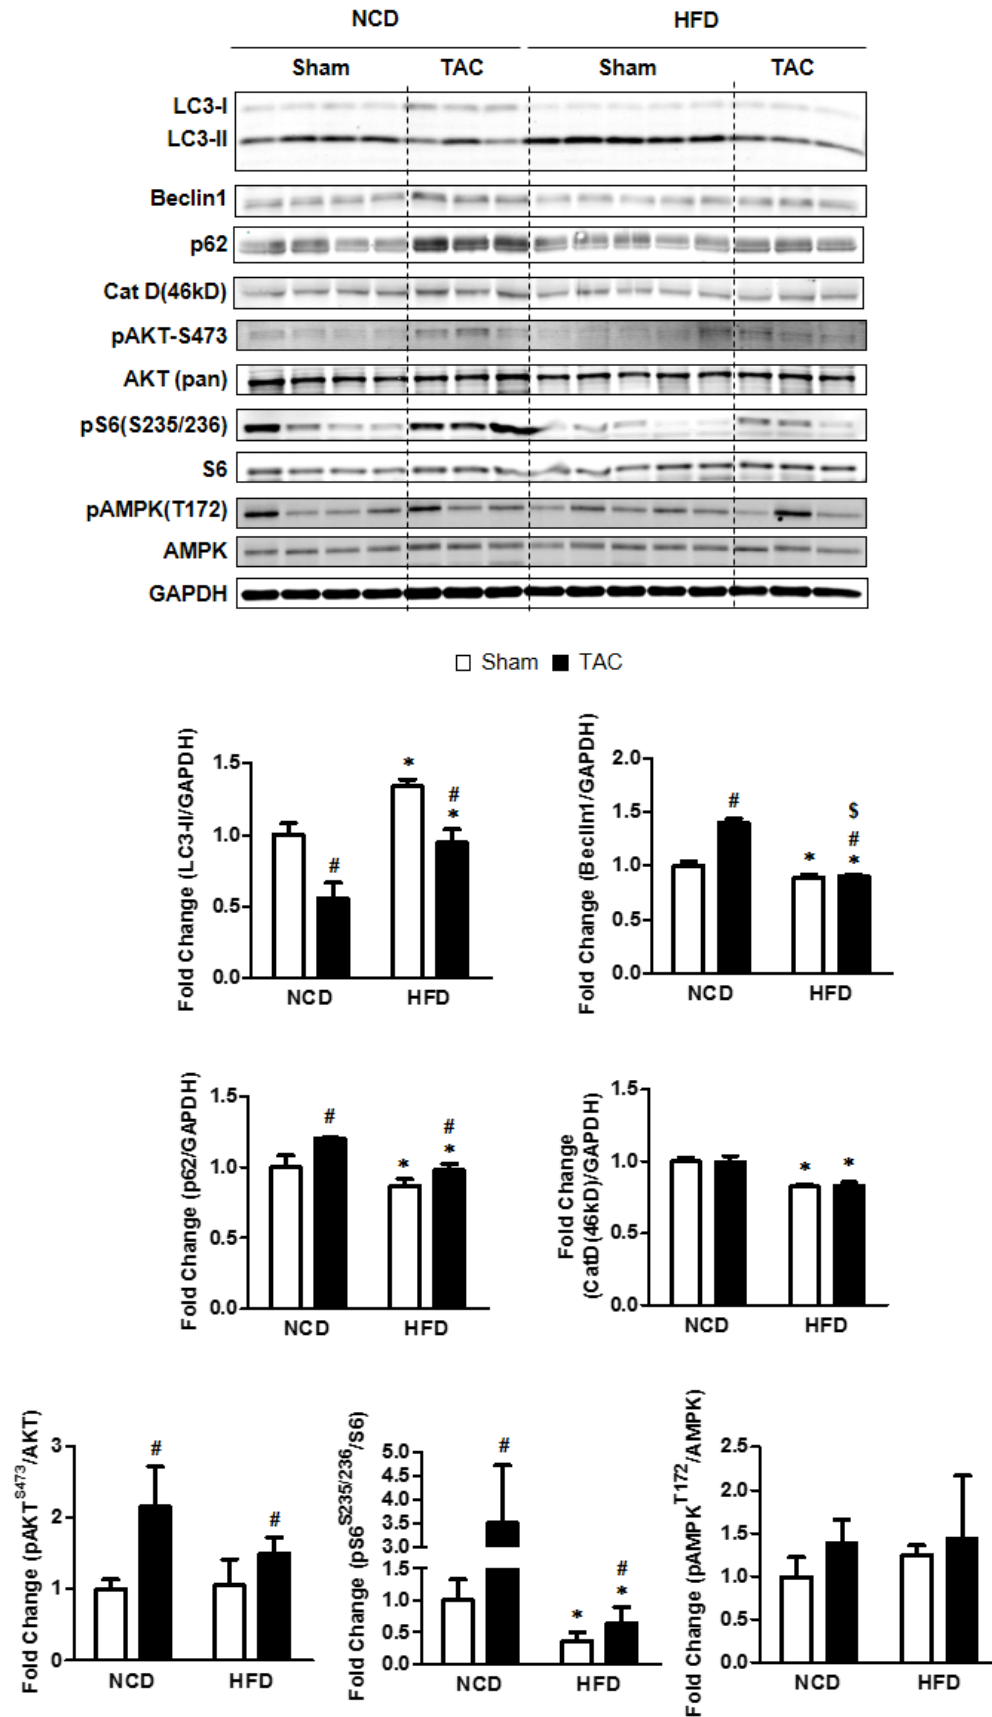 NCD HFD
Sham TAC Sham TAC
LC3-I
LC3-II
Beclin1
p62
Cat D(46kD)
pAKT-S473
AKT (pan)
pS6(S235/236)
S6
pAMPK(T172)
AMPK
GAPDH
Sham TAC
Fold Change (LC3-II/GAPDH)
1.5
1.0
0.5
0.0
*
#
#
*
NCD HFD
Fold Change (Beclin1/GAPDH)
2.0
1.5
1.0
0.5
0.0
#
*
$
#
*
NCD HFD
Fold Change (p62/GAPDH)
1.5
1.0
0.5
0.0
#
*
#
*
NCD HFD
Fold Change
(CatD(46kD)/GAPDH)
1.5
1.0
0.5
0.0
*
*
NCD HFD
Fold Change (pAKT^S473/AKT)
3
2
1
0
#
#
NCD HFD
Fold Change (pS6^S235/236/S6)
5.0
4.5
4.0
3.5
3.0
1.5
1.0
0.5
0.0
#
*
#
*
NCD HFD
Fold Change (pAMPK^T172/AMPK)
2.5
2.0
1.5
1.0
0.5
0.0
NCD HFD